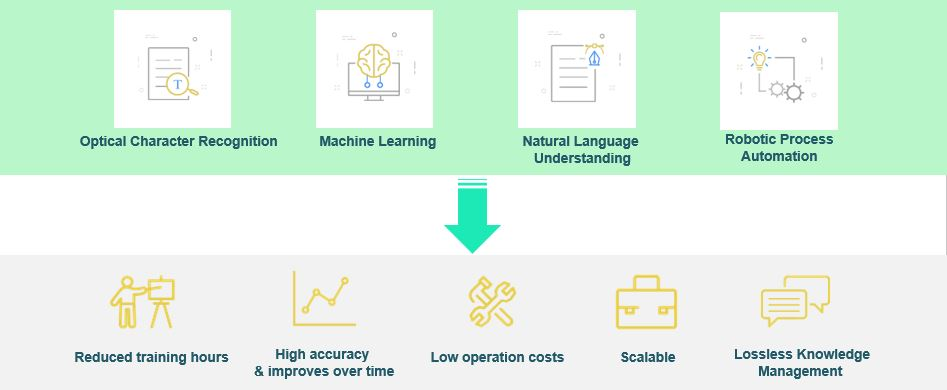 Optical Character Recognition
Machine Learning
Natural Language
Understanding
Robotic Process
Automation
T
Reduced training hours
High accuracy
& improves over time
Low operation costs
Scalable
Lossless Knowledge
Management